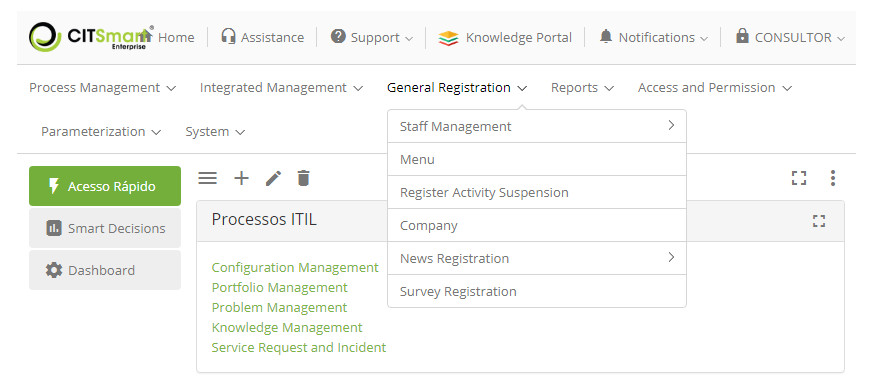 CITSmart Enterprise Home Assistance Support Knowledge Portal Notifications CONSULTOR
Process Management Integrated Management General Registration Reports Access and Permission
Parameterization System
Staff Management
Menu
Register Activity Suspension
Company
News Registration
Survey Registration
Acesso Rápido
Smart Decisions
Dashboard
Processos ITIL
Configuration Management
Portfolio Management
Problem Management
Knowledge Management
Service Request and Incident